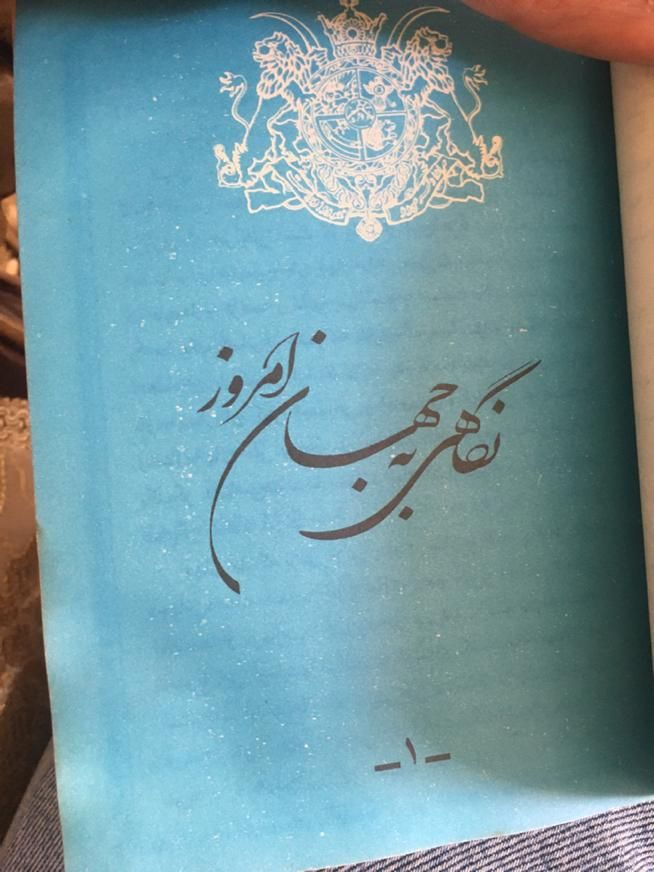 نگاهی به جهان امروز
ـ ۱ ـ